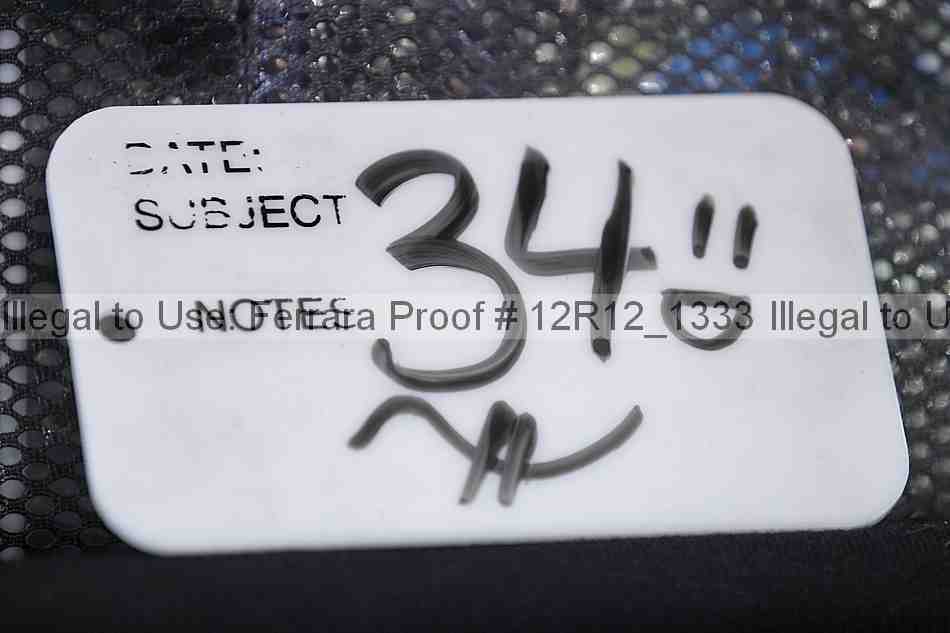 DATE:
SUBJECT
34"
NOTES
Illegal to Use. Ferrara Proof # 12R12_1333 Illegal to U